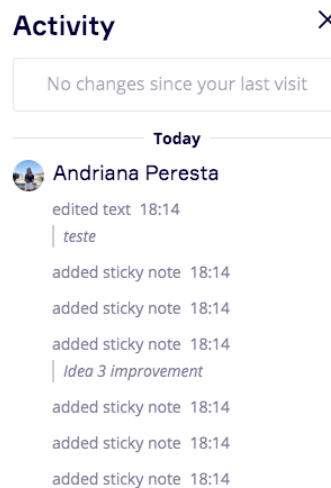 Activity
No changes since your last visit
Today
Andriana Peresta
edited text 18:14
teste
added sticky note 18:14
added sticky note 18:14
added sticky note 18:14
Idea 3 improvement
added sticky note 18:14
added sticky note 18:14
added sticky note 18:14